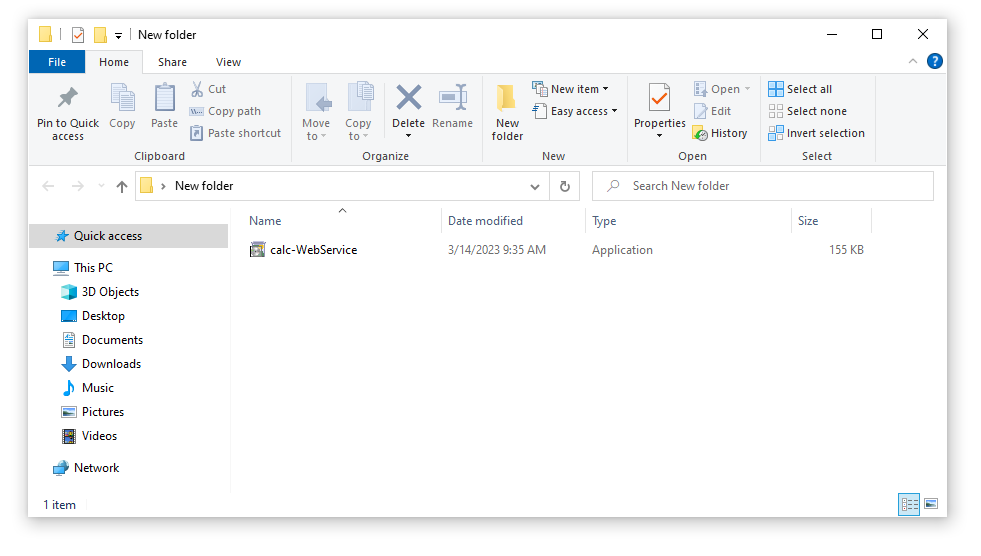 New folder
File Home Share View
Pin to Quick access
Copy
Paste
Cut
Copy path
Paste shortcut
Clipboard
Move to
Copy to
Delete
Rename
Organize
New folder
New item
Easy access
New
Properties
Open
Edit
History
Open
Select all
Select none
Invert selection
Select
New folder
Search New folder
Name Date modified Type Size
calc-WebService 3/14/2023 9:35 AM Application 155 KB
Quick access
This PC
3D Objects
Desktop
Documents
Downloads
Music
Pictures
Videos
Network
1 item